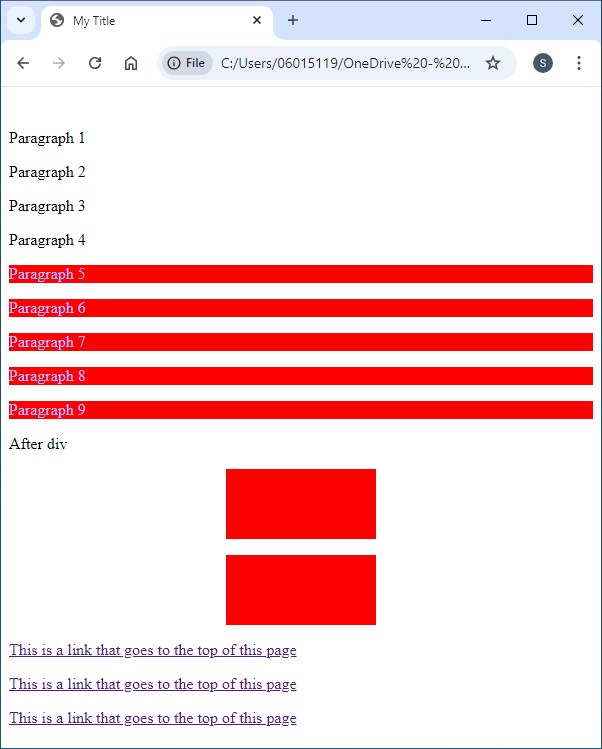 My Title
File C:/Users/06015119/OneDrive%20-%20... S
Paragraph 1
Paragraph 2
Paragraph 3
Paragraph 4
Paragraph 5
Paragraph 6
Paragraph 7
Paragraph 8
Paragraph 9
After div
This is a link that goes to the top of this page
This is a link that goes to the top of this page
This is a link that goes to the top of this page